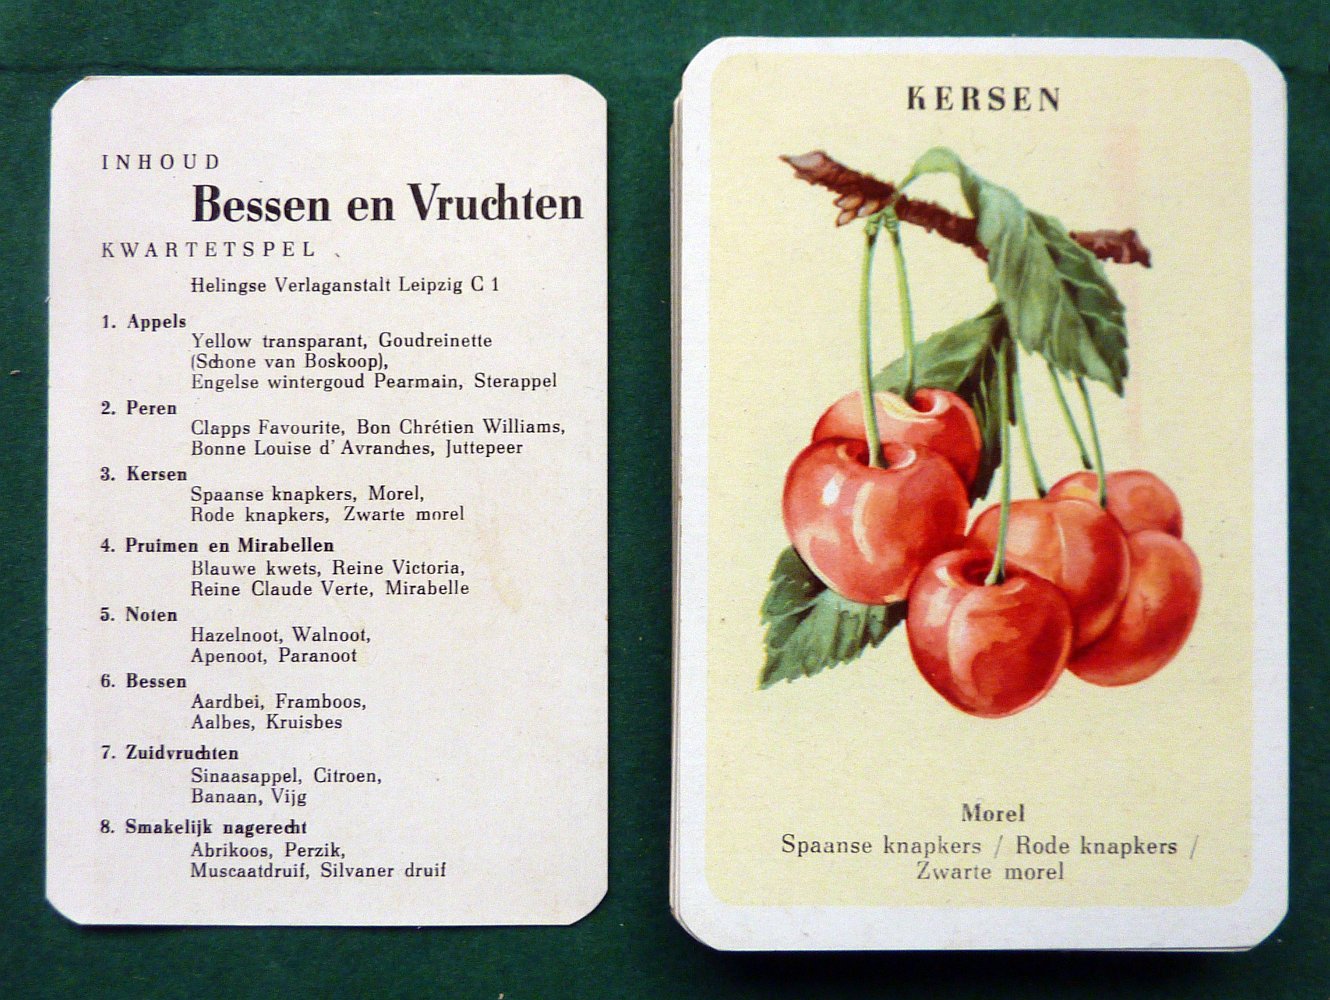 INHOUD
Bessen en Vruchten
KWARTETSPEL
Helingse Verlaganstalt Leipzig C 1
1. Appels
Yellow transparant, Goudreinette
(Schone van Boskoop),
Engelse wintergoud Pearmain, Sterappel
2. Peren
Clapps Favourite, Bon Chrétien Williams,
Bonne Louise d' Avranches, Juttepeer
3. Kersen
Spaanse knapkers, Morel,
Rode knapkers, Zwarte morel
4. Pruimen en Mirabellen
Blauwe kwets, Reine Victoria,
Reine Claude Verte, Mirabelle
5. Noten
Hazelnoot, Walnoot,
Apenoot, Paranoot
6. Bessen
Aardbei, Framboos,
Aalbes, Kruisbes
7. Zuidvruchten
Sinaasappel, Citroen,
Banaan, Vijg
8. Smakelijk nagerecht
Abrikoos, Perzik,
Muscaatdruif, Silvaner druif
KERSEN
Morel
Spaanse knapkers / Rode knapkers /
Zwarte morel